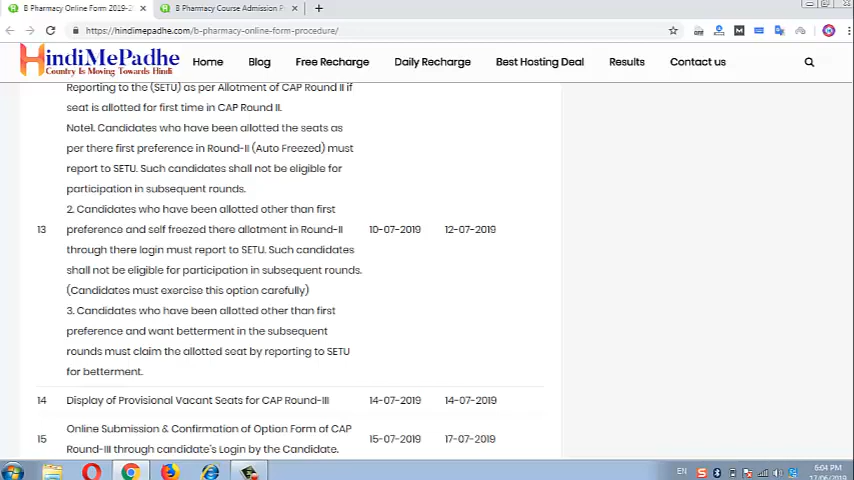 B Pharmacy Online Form 2019-2
B Pharmacy Course Admission P
https://hindimepadhe.com/b-pharmacy-online-form-procedure/
HindiMePadhe
Country Is Moving Towards Hindi
Home Blog Free Recharge Daily Recharge Best Hosting Deal Results Contact us
Reporting to the (SETU) as per Allotment of CAP Round II if
seat is allotted for first time in CAP Round II.
Note1. Candidates who have been allotted the seats as
per there first preference in Round-II (Auto Freezed) must
report to SETU. Such candidates shall not be eligible for
participation in subsequent rounds.
2. Candidates who have been allotted other than first
preference and self freezed there allotment in Round-II
13 10-07-2019 12-07-2019
through there login must report to SETU. Such candidates
shall not be eligible for participation in subsequent rounds.
(Candidates must exercise this option carefully)
3. Candidates who have been allotted other than first
preference and want betterment in the subsequent
rounds must claim the allotted seat by reporting to SETU
for betterment.
14 Display of Provisional Vacant Seats for CAP Round-III 14-07-2019 14-07-2019
Online Submission & Confirmation of Option Form of CAP
15 15-07-2019 17-07-2019
Round-III through candidate's Login by the Candidate.
EN
6:04 PM
17/06/2019